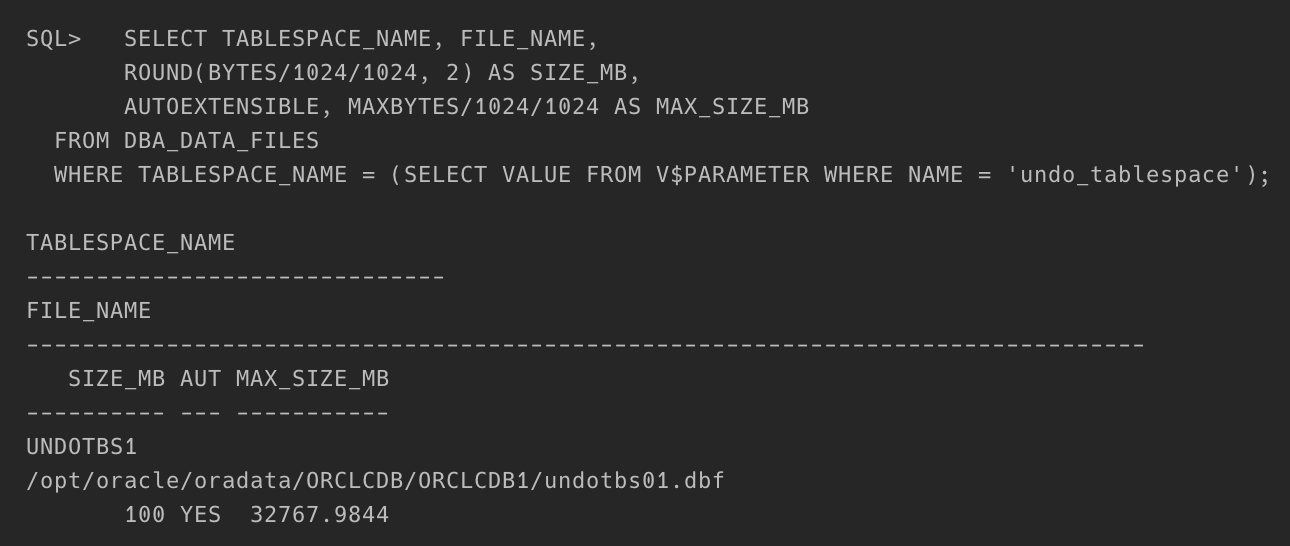 SQL>   SELECT TABLESPACE_NAME, FILE_NAME,
       ROUND(BYTES/1024/1024, 2) AS SIZE_MB,
       AUTOEXTENSIBLE, MAXBYTES/1024/1024 AS MAX_SIZE_MB
  FROM DBA_DATA_FILES
  WHERE TABLESPACE_NAME = (SELECT VALUE FROM V$PARAMETER WHERE NAME = 'undo_tablespace');

TABLESPACE_NAME
------------------------------
FILE_NAME
--------------------------------------------------------------------------------
   SIZE_MB AUT MAX_SIZE_MB
---------- --- -----------
UNDOTBS1
/opt/oracle/oradata/ORCLCDB/ORCLCDB1/undotbs01.dbf
       100 YES  32767.9844